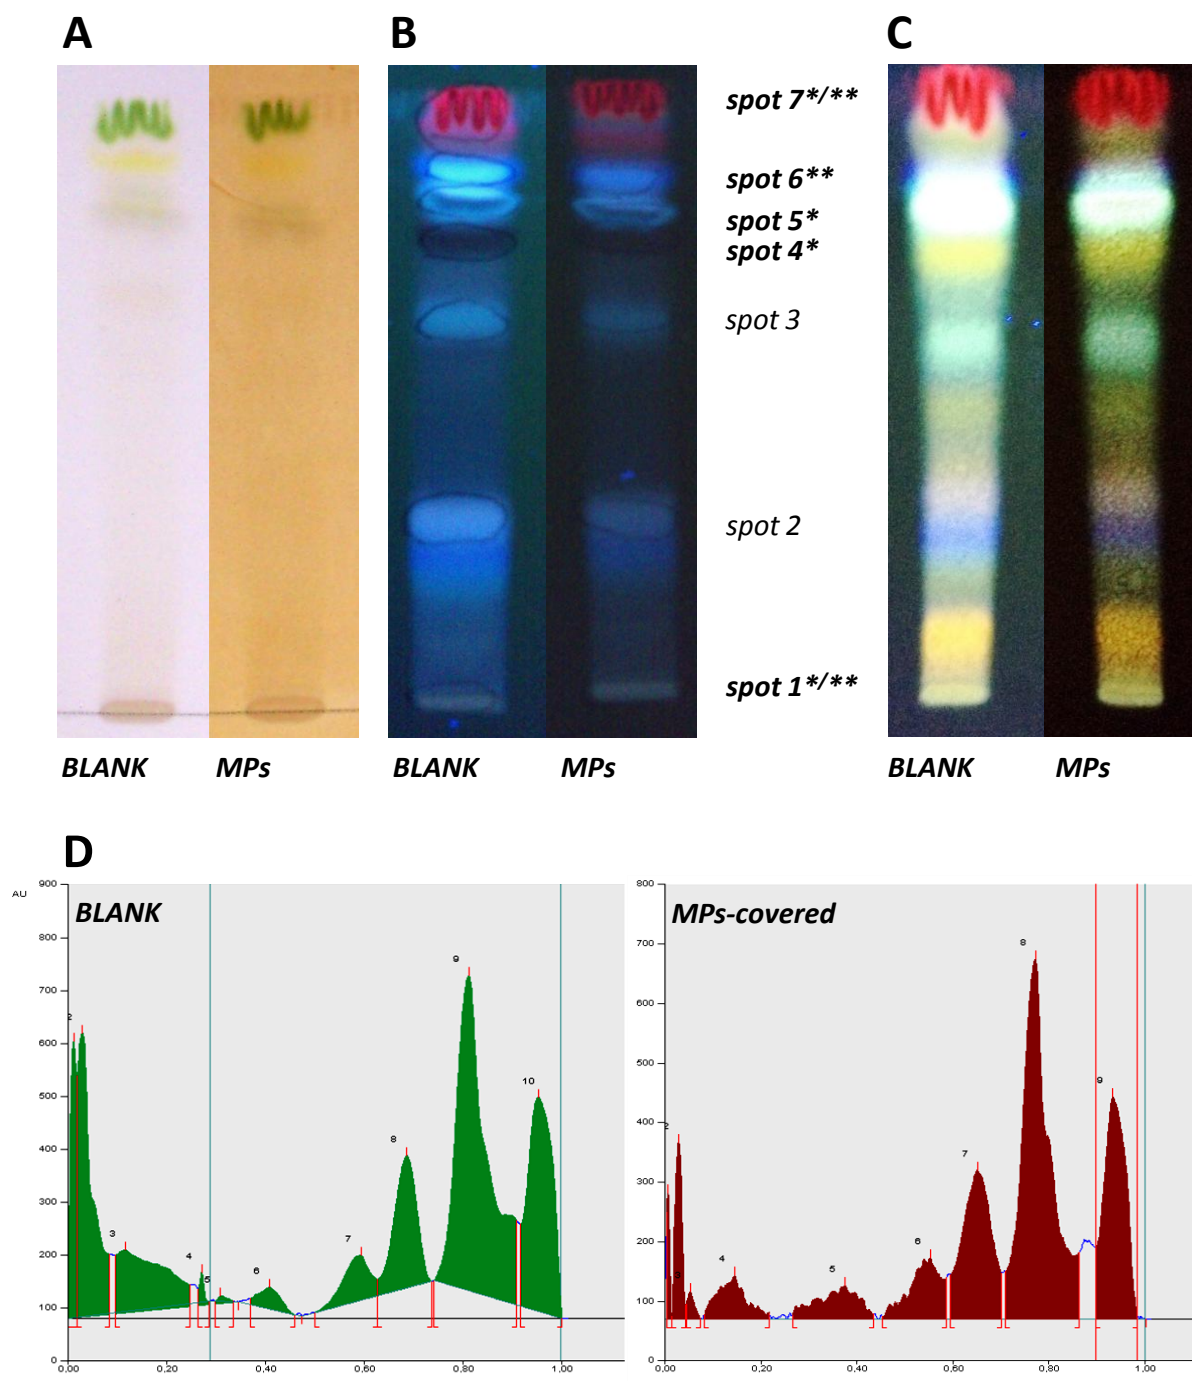 A
B
C
spot 7*/**
spot 6**
spot 5*
spot 4*
spot 3
spot 2
spot 1*/**
BLANK MPs
BLANK MPs
BLANK MPs
D
AU
BLANK
900
800
700
600
500
400
300
200
100
0
2
3
4
5
6
7
8
9
10
0,00 0,20 0,40 0,60 0,80 1,00
MPs-covered
800
700
600
500
400
300
200
100
0
2
3
4
5
6
7
8
9
0,00 0,20 0,40 0,60 0,80 1,00